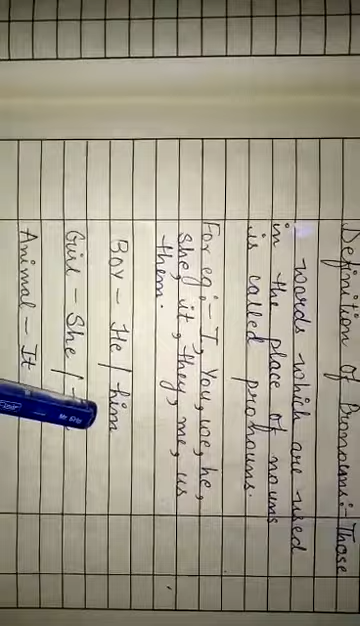 Definition of Pronouns:- Those
words which are used
in the place of nouns
is called pronouns.
For eg:- I, You, we, he,
she, it, they, me, us
them.
Boy - He / him
Girl - She /
Animal - It